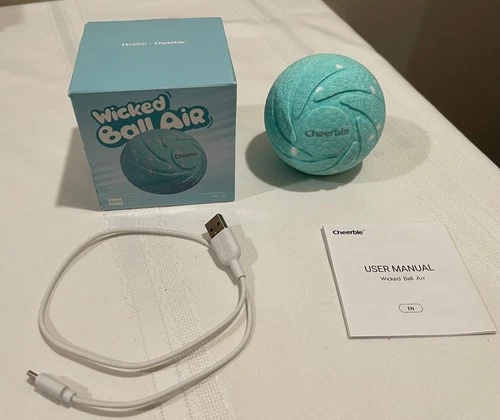 Cheerble
Wicked
Ball Air
Cheerble
Cheerble
Cheerble
USER MANUAL
Wicked Ball Air
EN